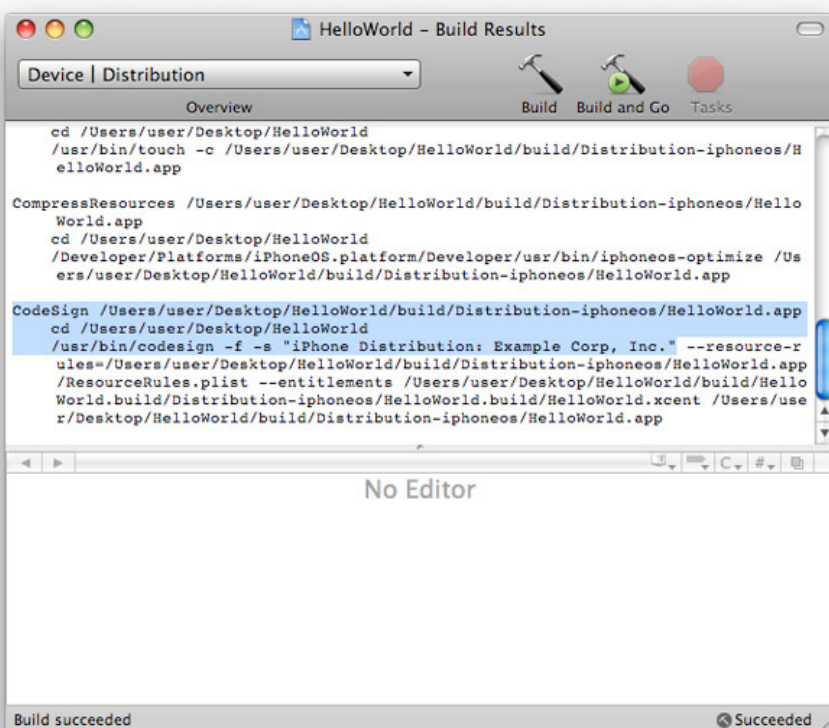 HelloWorld – Build Results
Device | Distribution
Overview
Build
Build and Go
Tasks
cd /Users/user/Desktop/HelloWorld
/usr/bin/touch -c /Users/user/Desktop/HelloWorld/build/Distribution-iphoneos/H
elloWorld.app
CompressResources /Users/user/Desktop/HelloWorld/build/Distribution-iphoneos/Hello
World.app
cd /Users/user/Desktop/HelloWorld
/Developer/Platforms/iPhoneOS.platform/Developer/usr/bin/iphoneos-optimize /Us
ers/user/Desktop/HelloWorld/build/Distribution-iphoneos/HelloWorld.app
CodeSign /Users/user/Desktop/HelloWorld/build/Distribution-iphoneos/HelloWorld.app
cd /Users/user/Desktop/HelloWorld
/usr/bin/codesign -f -s "iPhone Distribution: Example Corp, Inc." --resource-r
ules=/Users/user/Desktop/HelloWorld/build/Distribution-iphoneos/HelloWorld.app
/ResourceRules.plist --entitlements /Users/user/Desktop/HelloWorld/build/Hello
World.build/Distribution-iphoneos/HelloWorld.build/HelloWorld.xcent /Users/use
r/Desktop/HelloWorld/build/Distribution-iphoneos/HelloWorld.app
C #
No Editor
Build succeeded
Succeeded